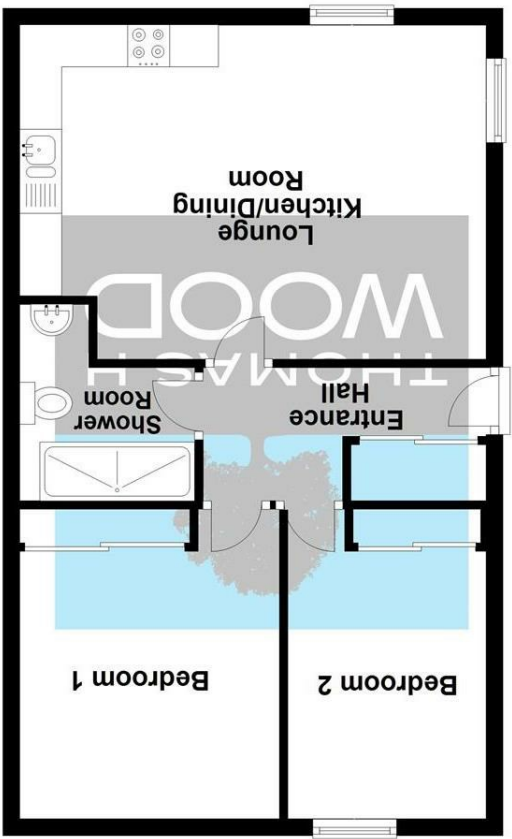 Bedroom 2
Bedroom 1
Entrance
Hall
Shower
Room
THOMAS H
WOOD
Lounge
Kitchen/Dining
Room